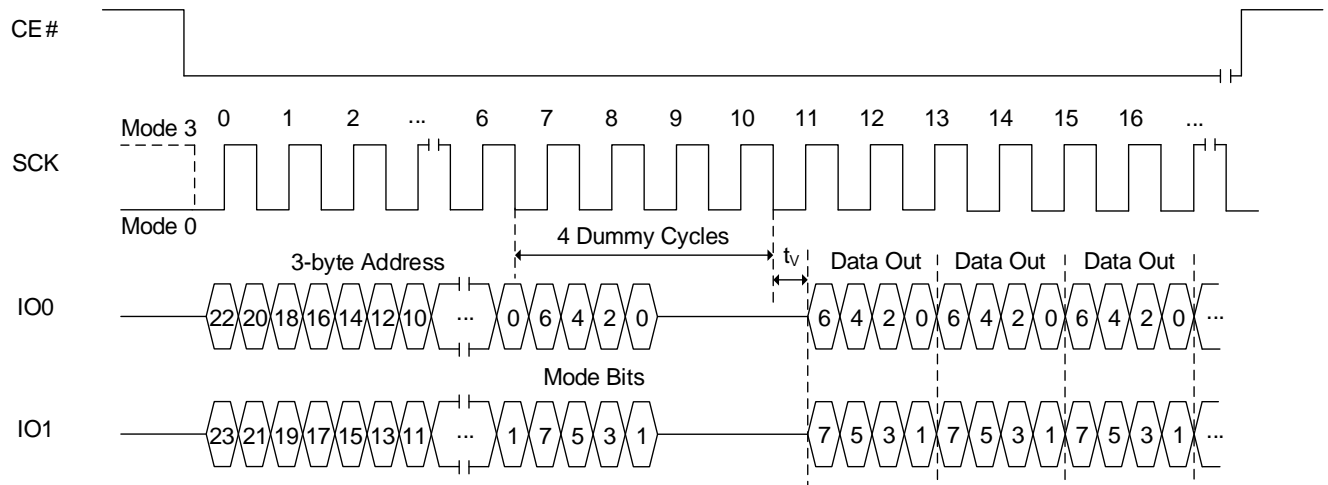 CE#
0 1 2 ... 6 7 8 9 10 11 12 13 14 15 16 ...
Mode 3
SCK
Mode 0
4 Dummy Cycles
tV
3-byte Address
Data Out Data Out Data Out
IO0
22 20 18 16 14 12 10 ... 0 6 4 2 0 6 4 2 0 6 4 2 0 6 4 2 0 ...
Mode Bits
IO1
23 21 19 17 15 13 11 ... 1 7 5 3 1 7 5 3 1 7 5 3 1 7 5 3 1 ...